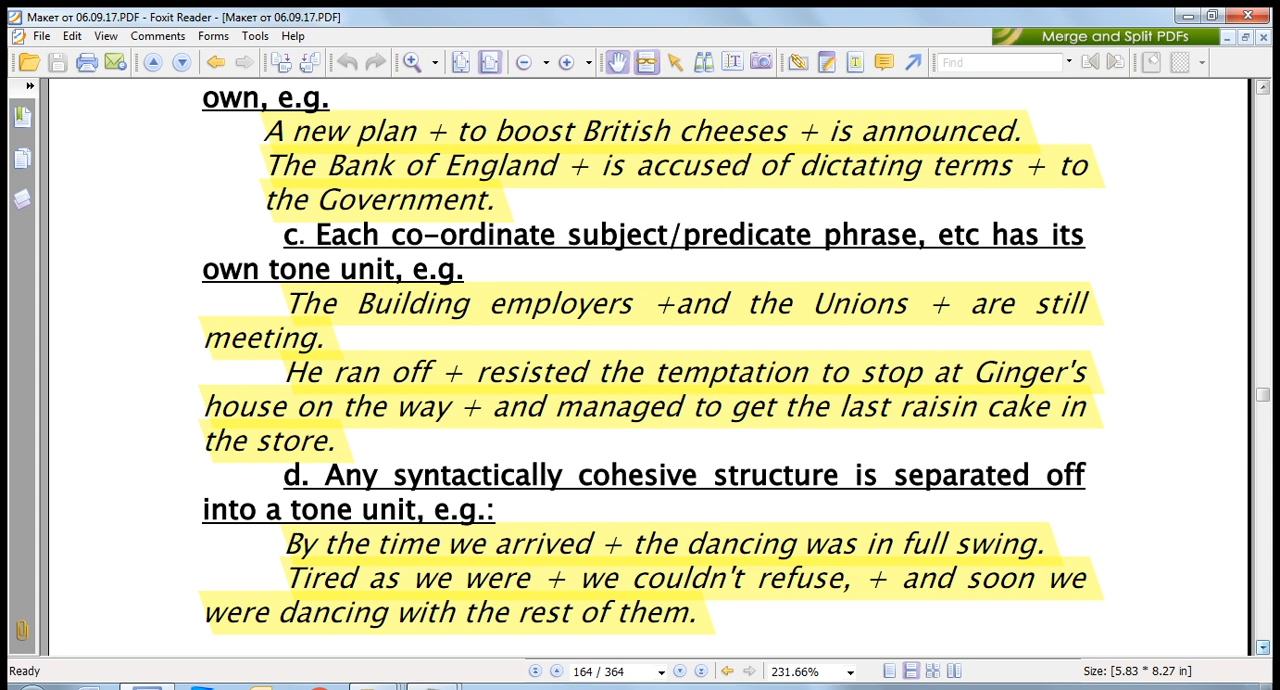 Макет от 06.09.17.PDF - Foxit Reader - [Макет от 06.09.17.PDF]
File Edit View Comments Forms Tools Help
Merge and Split PDFs
Find
own, e.g.
A new plan + to boost British cheeses + is announced.
The Bank of England + is accused of dictating terms + to
the Government.
c. Each co-ordinate subject/predicate phrase, etc has its
own tone unit, e.g.
The Building employers +and the Unions + are still
meeting.
He ran off + resisted the temptation to stop at Ginger's
house on the way + and managed to get the last raisin cake in
the store.
d. Any syntactically cohesive structure is separated off
into a tone unit, e.g.:
By the time we arrived + the dancing was in full swing.
Tired as we were + we couldn't refuse, + and soon we
were dancing with the rest of them.
Ready 164 / 364 231.66% Size: [5.83 * 8.27 in]